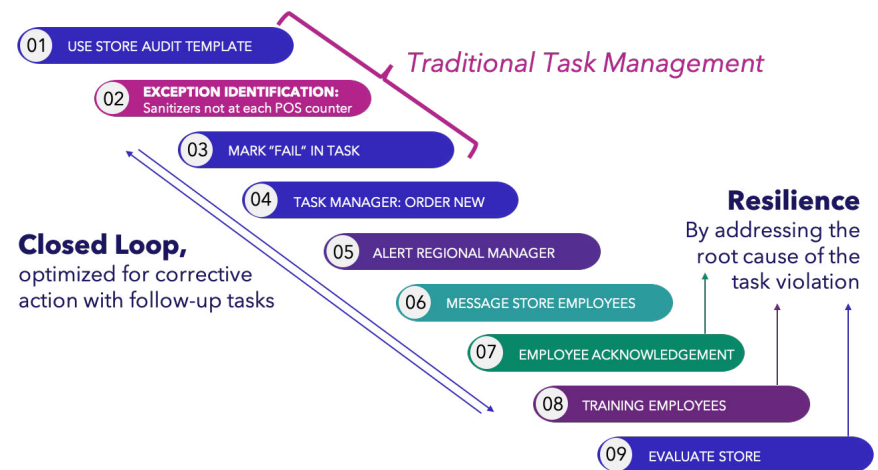 01 USE STORE AUDIT TEMPLATE
Traditional Task Management
02 EXCEPTION IDENTIFICATION:
Sanitizers not at each POS counter
03 MARK “FAIL” IN TASK
04 TASK MANAGER: ORDER NEW
05 ALERT REGIONAL MANAGER
06 MESSAGE STORE EMPLOYEES
07 EMPLOYEE ACKNOWLEDGEMENT
08 TRAINING EMPLOYEES
09 EVALUATE STORE
Closed Loop,
optimized for corrective
action with follow-up tasks
Resilience
By addressing the
root cause of the
task violation